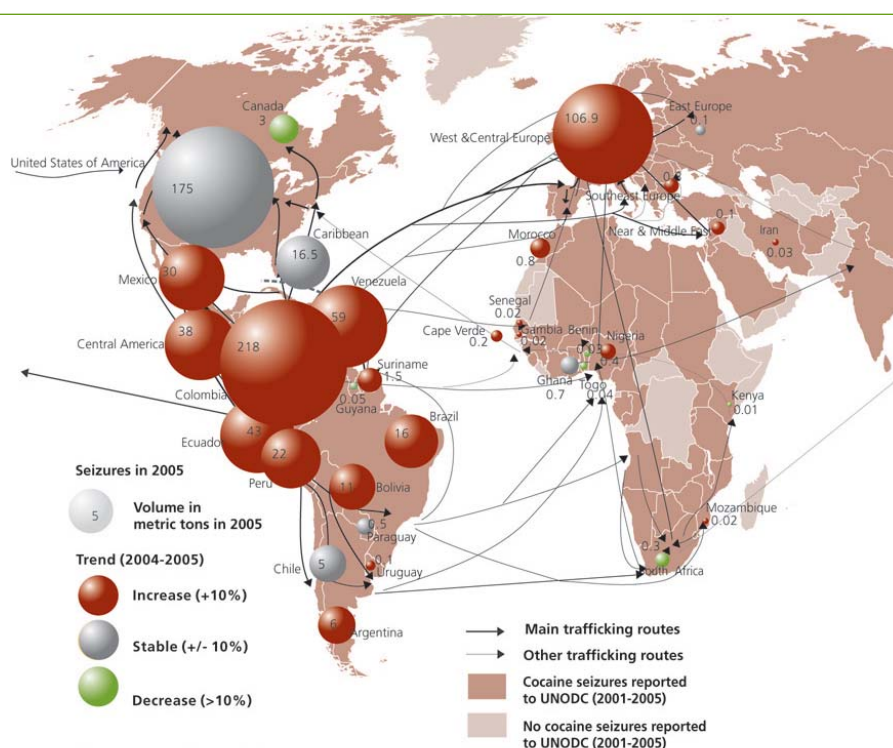 Canada
3
East Europe
0.1
106.9
West &Central Europe
United States of America
175
Southeast Europe
Near & Middle East
0.1
Iran
0.03
Caribbean
16.5
Morocco
0.8
Mexico
30
Venezuela
59
Senegal
0.02
Cape Verde
0.2
Gambia
0.02
Benin
0.03
Nigeria
0.4
Central America
38
218
Colombia
Suriname
1.5
0.05
Guyana
Ghana
0.7
Togo
0.04
Kenya
0.01
Ecuador
43
Brazil
16
22
Peru
11
Bolivia
0.5
Paraguay
Mozambique
0.02
0.3
South Africa
Chile
5
0.1
Uruguay
6
Argentina
Seizures in 2005
5
Volume in
metric tons in 2005
Trend (2004-2005)
Increase (+10%)
Stable (+/- 10%)
Decrease (>10%)
Main trafficking routes
Other trafficking routes
Cocaine seizures reported
to UNODC (2001-2005)
No cocaine seizures reported
to UNODC (2001-2005)